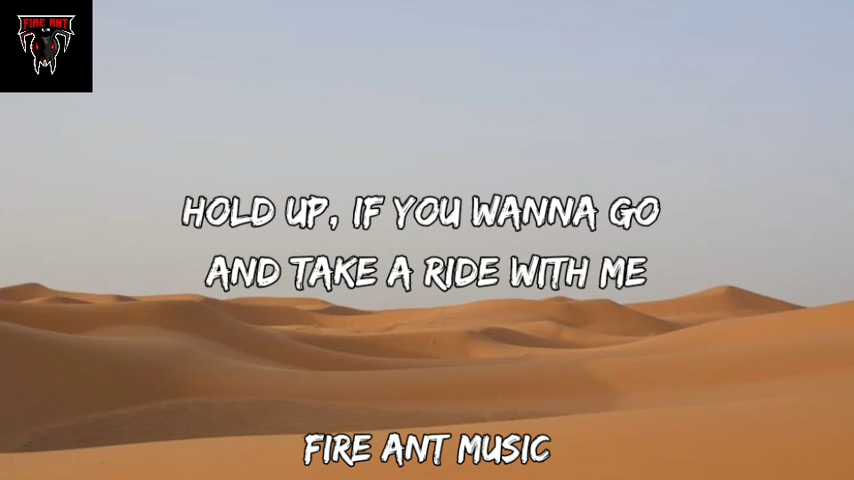 FIRE ANT
HOLD UP, IF YOU WANNA GO
AND TAKE A RIDE WITH ME
FIRE ANT MUSIC